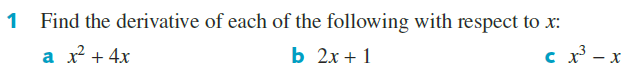 1 Find the derivative of each of the following with respect to x:
a x² + 4x b 2x + 1 c x³ – x